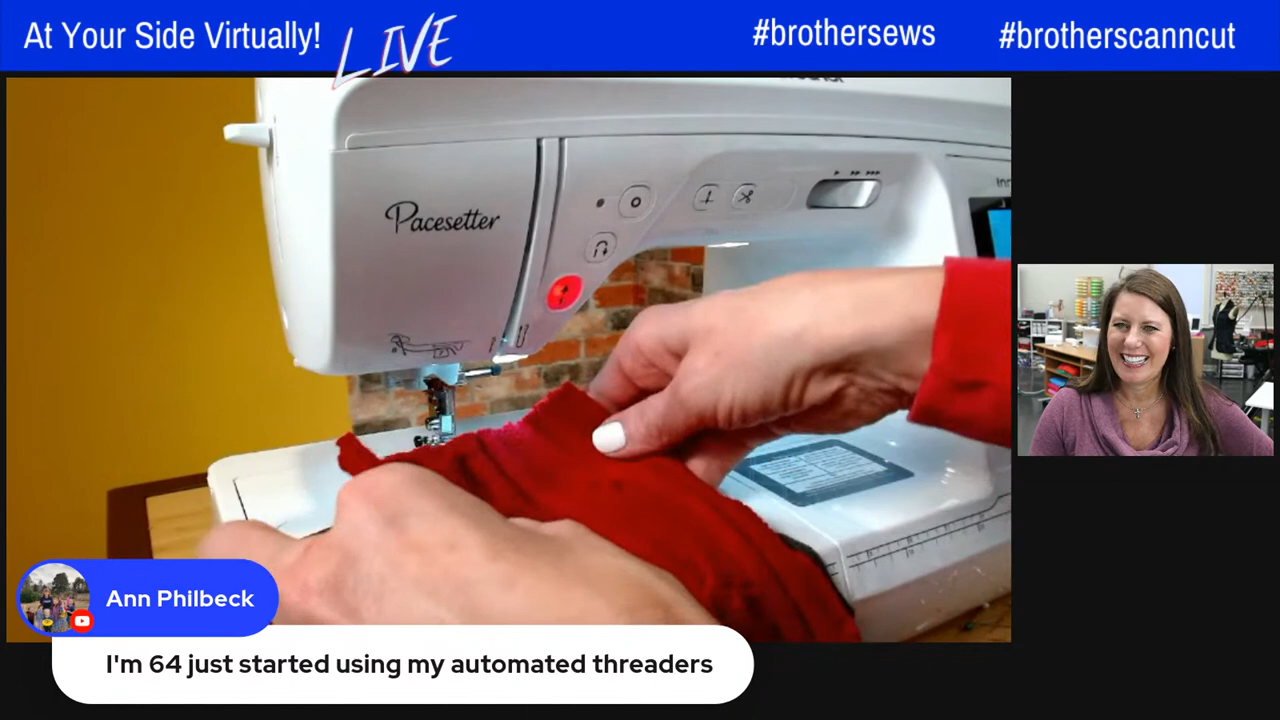 At Your Side Virtually! LIVE
#brothersews
#brotherscanncut
Pacesetter
Ann Philbeck
I'm 64 just started using my automated threaders